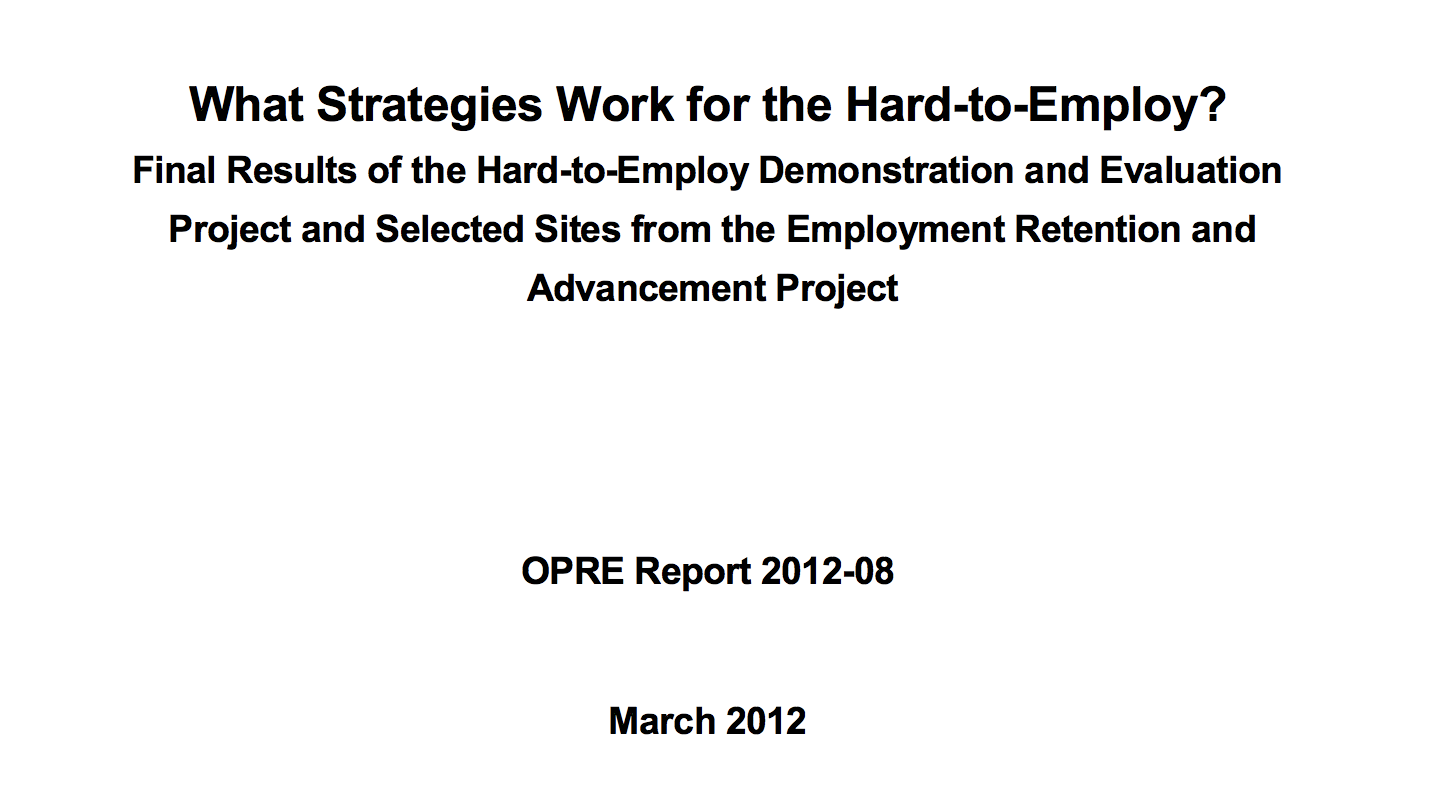 What Strategies Work for the Hard-to-Employ?
Final Results of the Hard-to-Employ Demonstration and Evaluation
Project and Selected Sites from the Employment Retention and
Advancement Project
OPRE Report 2012-08
March 2012